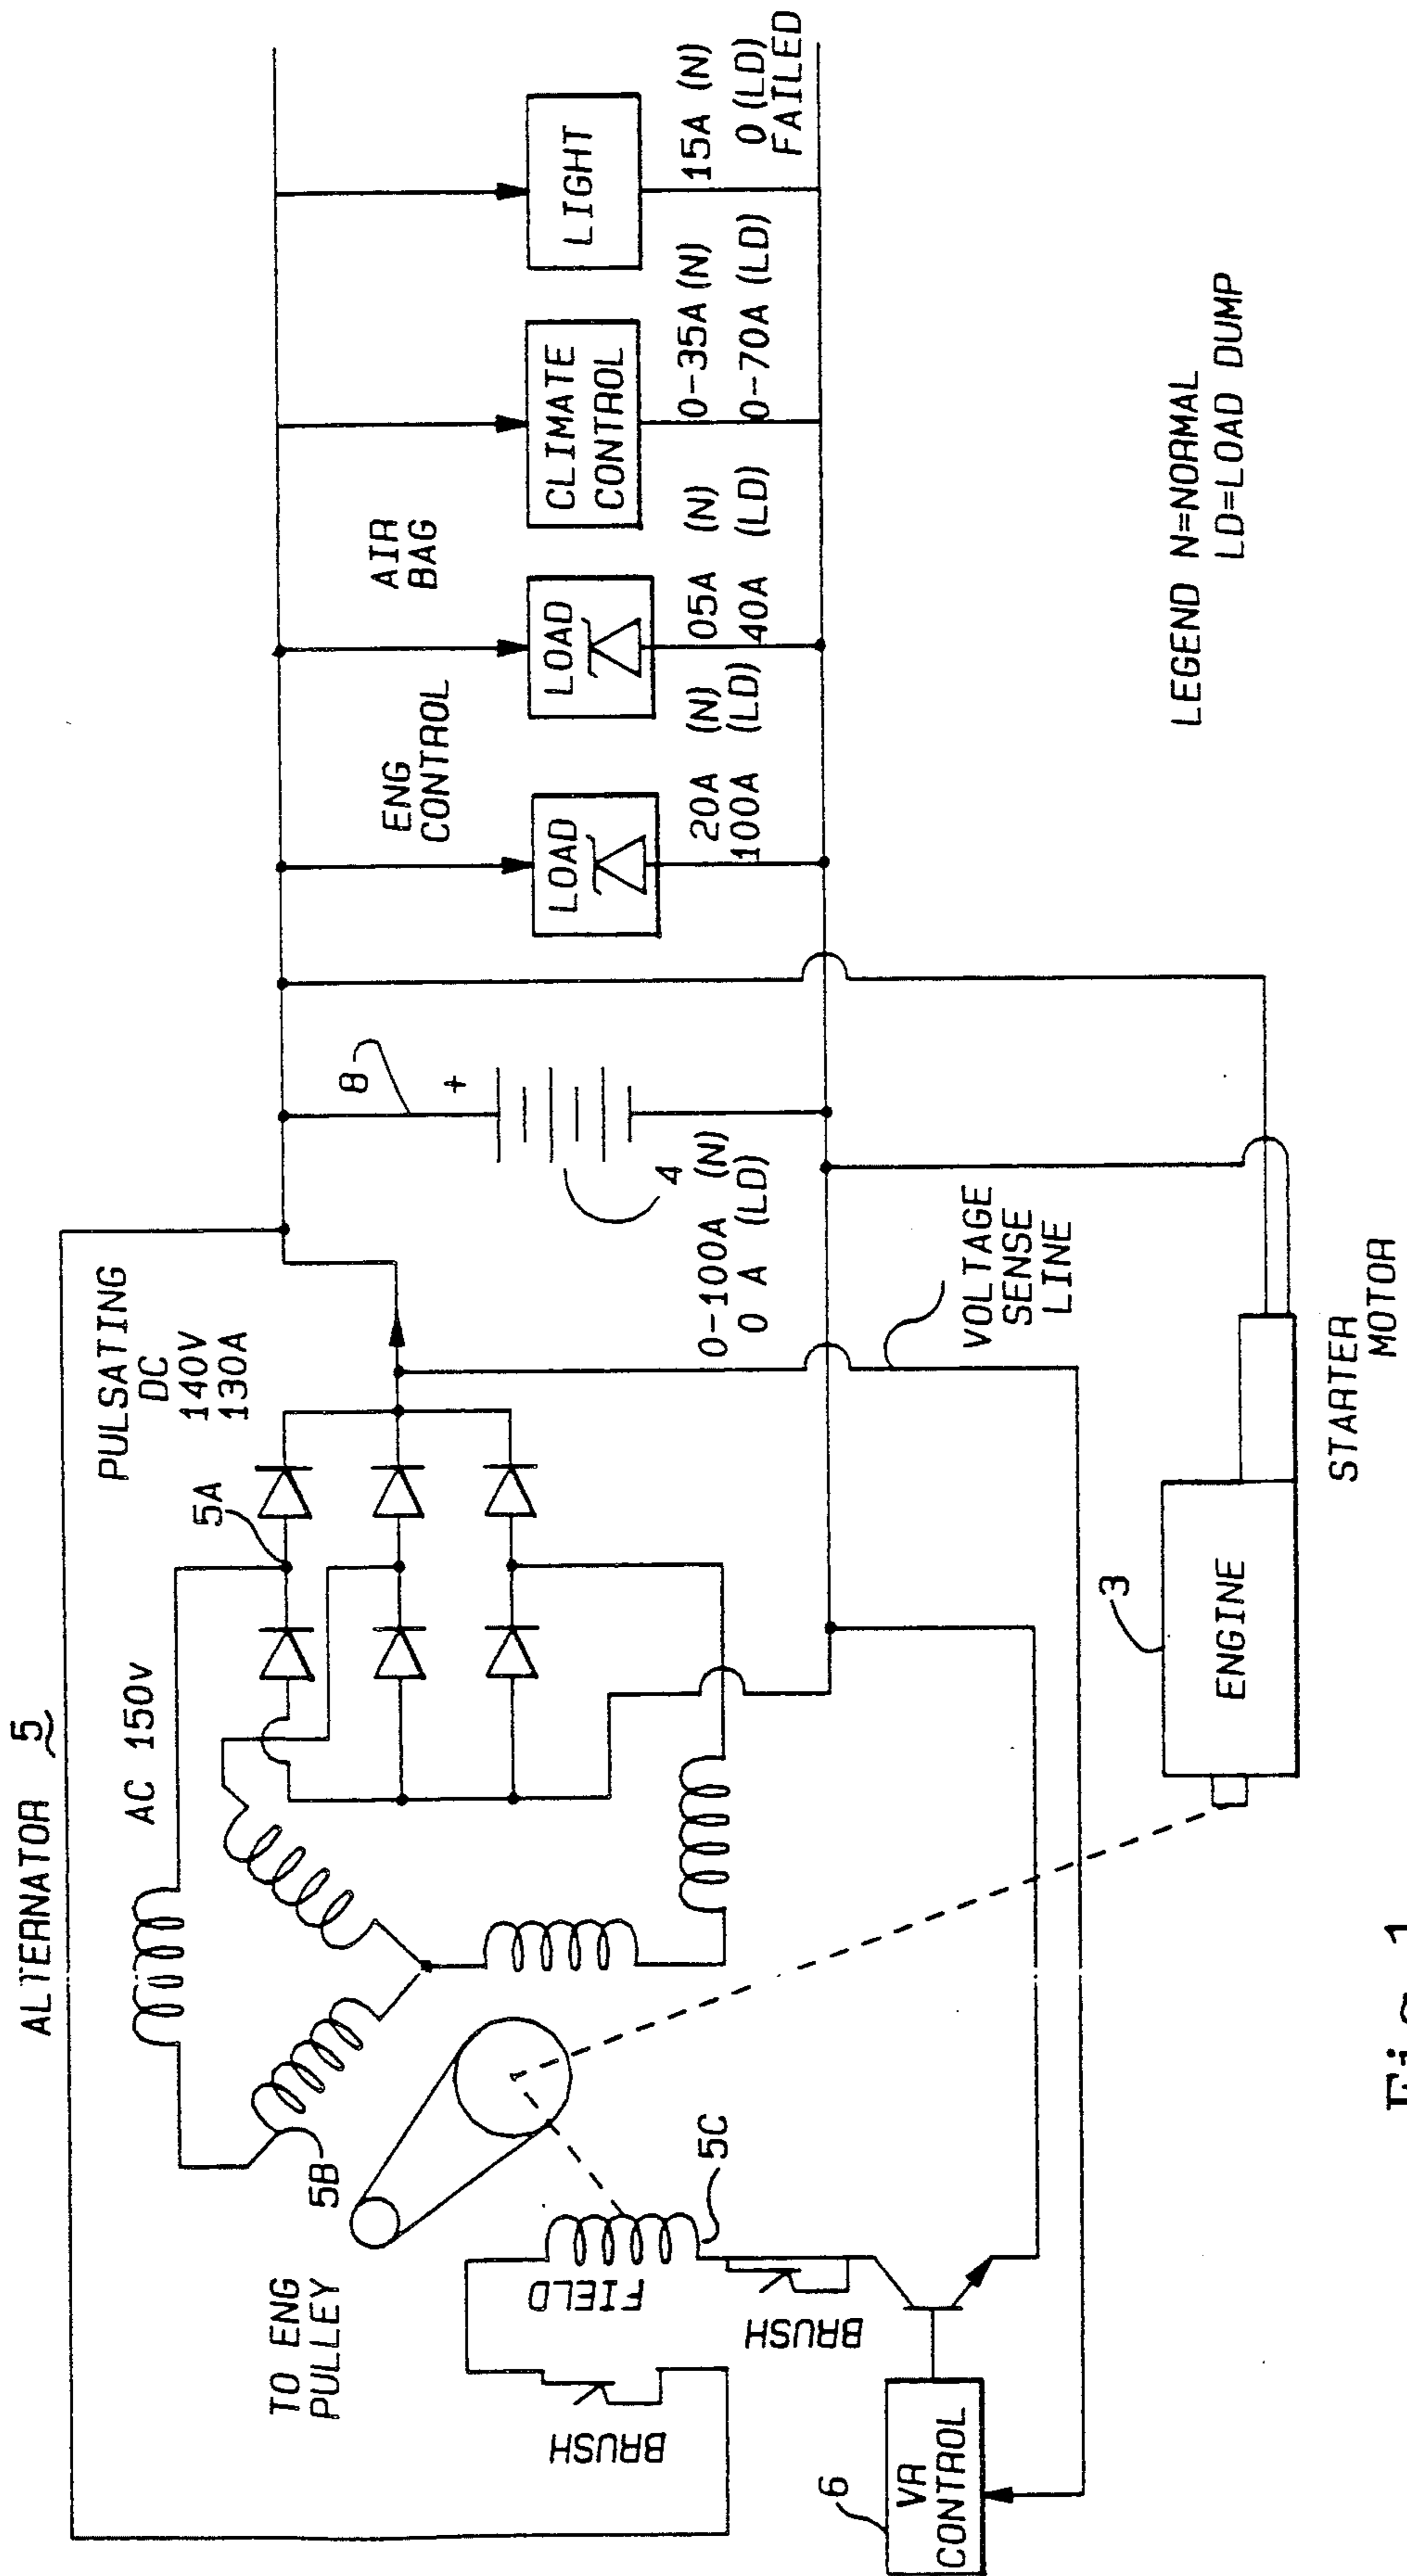 ALTERNATOR 5
AC 150V
PULSATING
DC
140V
130A
5A
5B
TO ENG
PULLEY
FIELD
5C
BRUSH
BRUSH
6
VR
CONTROL
8
+
4
0-100A (N)
0 A (LD)
VOLTAGE
SENSE
LINE
ENG
CONTROL
LOAD
20A (N)
100A (LD)
AIR
BAG
LOAD
05A (N)
40A (LD)
CLIMATE
CONTROL
0-35A (N)
0-70A (LD)
LIGHT
15A (N)
0 (LD)
FAILED
3
ENGINE
STARTER
MOTOR
LEGEND N=NORMAL
LD=LOAD DUMP
Fig-1